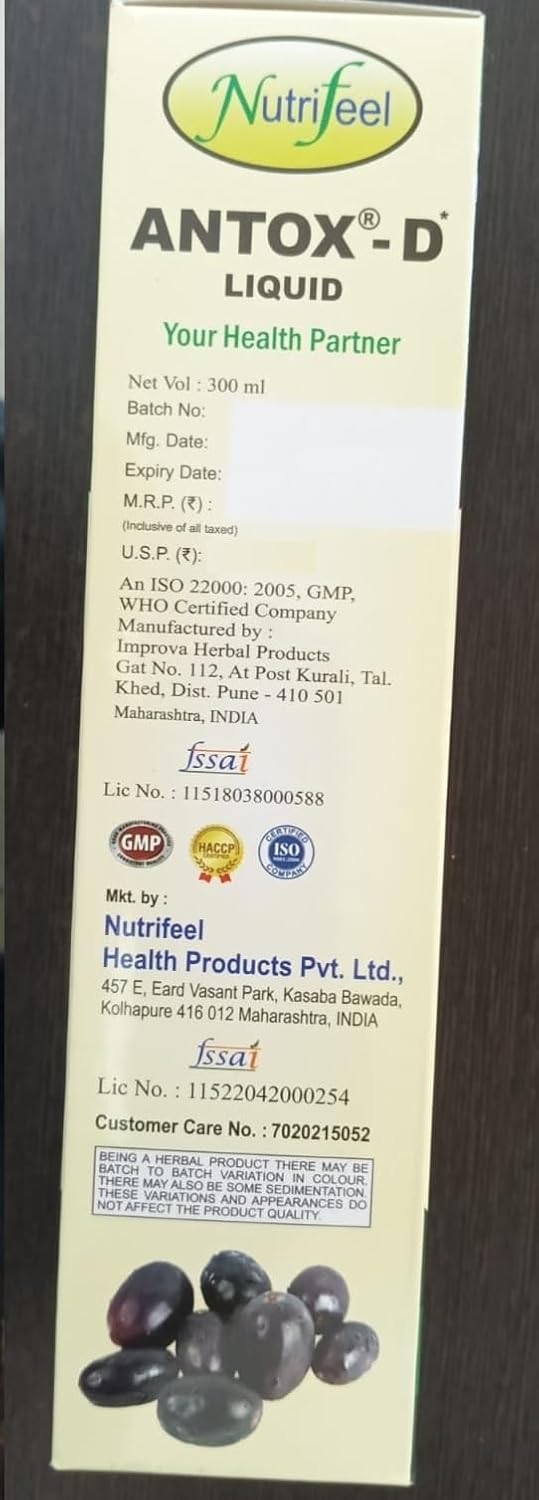 Nutrifeel
ANTOX®-D*
LIQUID
Your Health Partner
Net Vol : 300 ml
Batch No:
Mfg. Date:
Expiry Date:
M.R.P. (₹) :
(Inclusive of all taxed)
U.S.P. (₹):
An ISO 22000: 2005, GMP,
WHO Certified Company
Manufactured by :
Improva Herbal Products
Gat No. 112, At Post Kurali, Tal.
Khed, Dist. Pune - 410 501
Maharashtra, INDIA
fssai
Lic No. : 11518038000588
GMP
HACCP
CERTIFIED
CERTIFIED
ISO
COMPANY
Mkt. by :
Nutrifeel
Health Products Pvt. Ltd.,
457 E, Eard Vasant Park, Kasaba Bawada,
Kolhapure 416 012 Maharashtra, INDIA
fssai
Lic No. : 11522042000254
Customer Care No. : 7020215052
BEING A HERBAL PRODUCT THERE MAY BE
BATCH TO BATCH VARIATION IN COLOUR.
THERE MAY ALSO BE SOME SEDIMENTATION.
THESE VARIATIONS AND APPEARANCES DO
NOT AFFECT THE PRODUCT QUALITY.